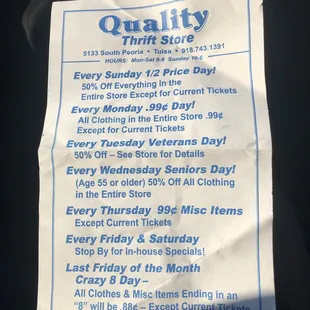 Quality
Thrift Store
5133 South Peoria • Tulsa • 918.743.1391
HOURS: Mon-Sat 9-9 Sunday 10-6
Every Sunday 1/2 Price Day!
50% Off Everything in the
Entire Store Except for Current Tickets
Every Monday .99¢ Day!
All Clothing in the Entire Store .99¢
Except for Current Tickets
Every Tuesday Veterans Day!
50% Off – See Store for Details
Every Wednesday Seniors Day!
(Age 55 or older) 50% Off All Clothing
in the Entire Store
Every Thursday 99¢ Misc Items
Except Current Tickets
Every Friday & Saturday
Stop By for In-house Specials!
Last Friday of the Month
Crazy 8 Day –
All Clothes & Misc Items Ending in an
"8" will be .88¢ – Except Current Tickets